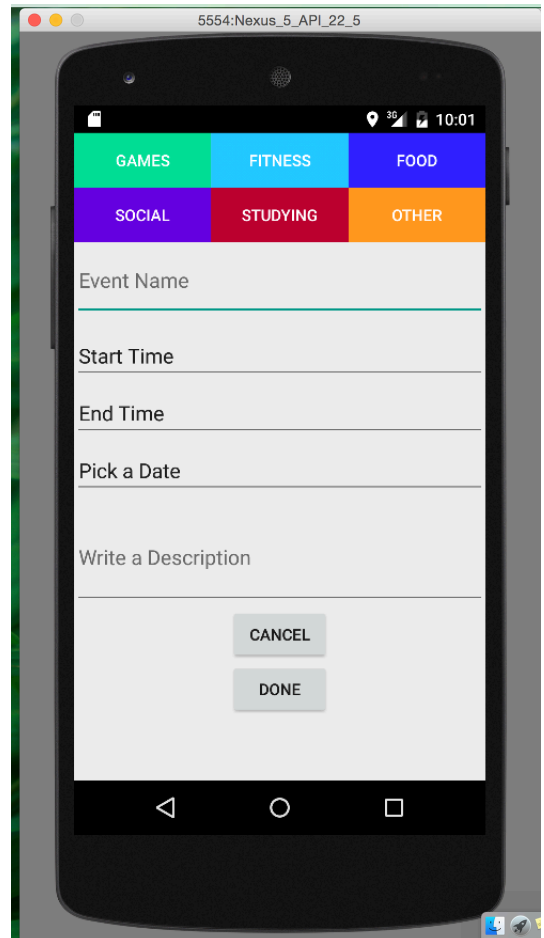 5554:Nexus_5_API_22_5
3G 10:01
GAMES FITNESS FOOD
SOCIAL STUDYING OTHER
Event Name
Start Time
End Time
Pick a Date
Write a Description
CANCEL
DONE